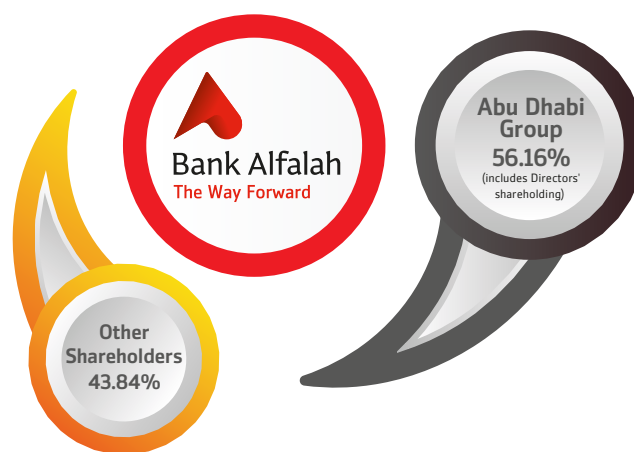 Bank Alfalah
The Way Forward
Abu Dhabi
Group
56.16%
(includes Directors'
shareholding)
Other
Shareholders
43.84%